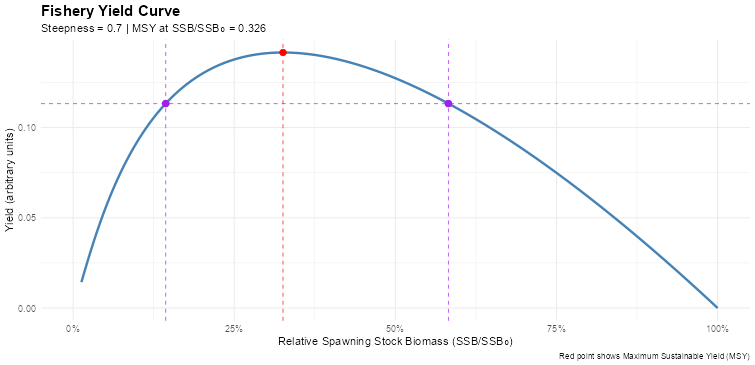 Fishery Yield Curve
Steepness = 0.7 | MSY at SSB/SSB₀ = 0.326
Yield (arbitrary units)
0.10
0.05
0.00
0%
25%
50%
75%
100%
Relative Spawning Stock Biomass (SSB/SSB₀)
Red point shows Maximum Sustainable Yield (MSY)